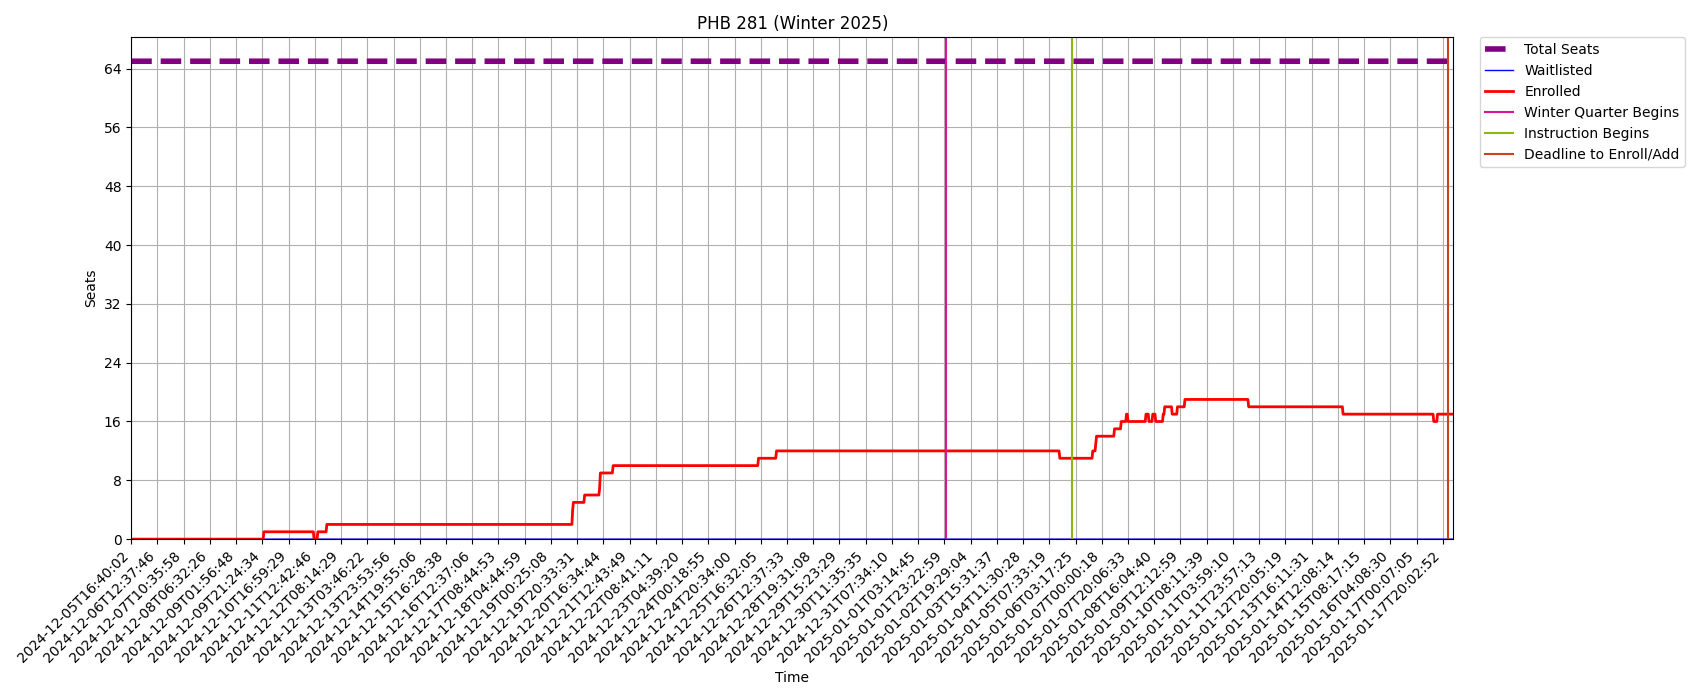 PHB 281 (Winter 2025)
Total Seats
Waitlisted
Enrolled
Winter Quarter Begins
Instruction Begins
Deadline to Enroll/Add
Seats
64
56
48
40
32
24
16
8
0
2024-12-05T16:40:02
2024-12-06T12:37:46
2024-12-07T10:35:58
2024-12-08T06:32:26
2024-12-09T01:56:48
2024-12-09T21:24:34
2024-12-10T16:59:29
2024-12-11T12:42:46
2024-12-12T08:14:29
2024-12-13T03:46:22
2024-12-13T23:53:56
2024-12-14T19:55:06
2024-12-15T16:28:38
2024-12-16T12:37:06
2024-12-17T08:44:53
2024-12-18T04:44:59
2024-12-19T00:25:08
2024-12-19T20:33:31
2024-12-20T16:34:44
2024-12-21T12:43:49
2024-12-22T08:41:11
2024-12-23T04:39:20
2024-12-24T00:18:55
2024-12-24T20:34:00
2024-12-25T16:32:05
2024-12-26T12:37:33
2024-12-28T19:31:08
2024-12-29T15:23:29
2024-12-30T11:35:35
2024-12-31T07:34:10
2025-01-01T03:14:45
2025-01-01T23:22:59
2025-01-02T19:29:04
2025-01-03T15:31:37
2025-01-04T11:30:28
2025-01-05T07:33:19
2025-01-06T03:17:25
2025-01-07T00:00:18
2025-01-07T20:06:33
2025-01-08T16:04:40
2025-01-09T12:12:59
2025-01-10T08:11:39
2025-01-11T03:59:10
2025-01-11T23:57:13
2025-01-12T20:05:19
2025-01-13T16:11:31
2025-01-14T12:08:14
2025-01-15T08:17:15
2025-01-16T04:08:30
2025-01-17T00:07:05
2025-01-17T20:02:52
Time